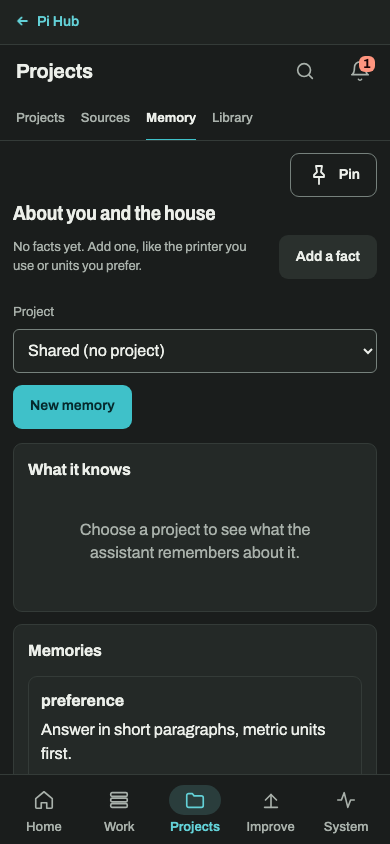 Pi Hub
Projects
1
Projects Sources Memory Library
Pin
About you and the house
No facts yet. Add one, like the printer you
use or units you prefer.
Add a fact
Project
Shared (no project)
New memory
What it knows
Choose a project to see what the
assistant remembers about it.
Memories
preference
Answer in short paragraphs, metric units
first.
Home Work Projects Improve System